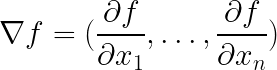 ∇f = (∂f/∂x₁, . . . , ∂f/∂xₙ)